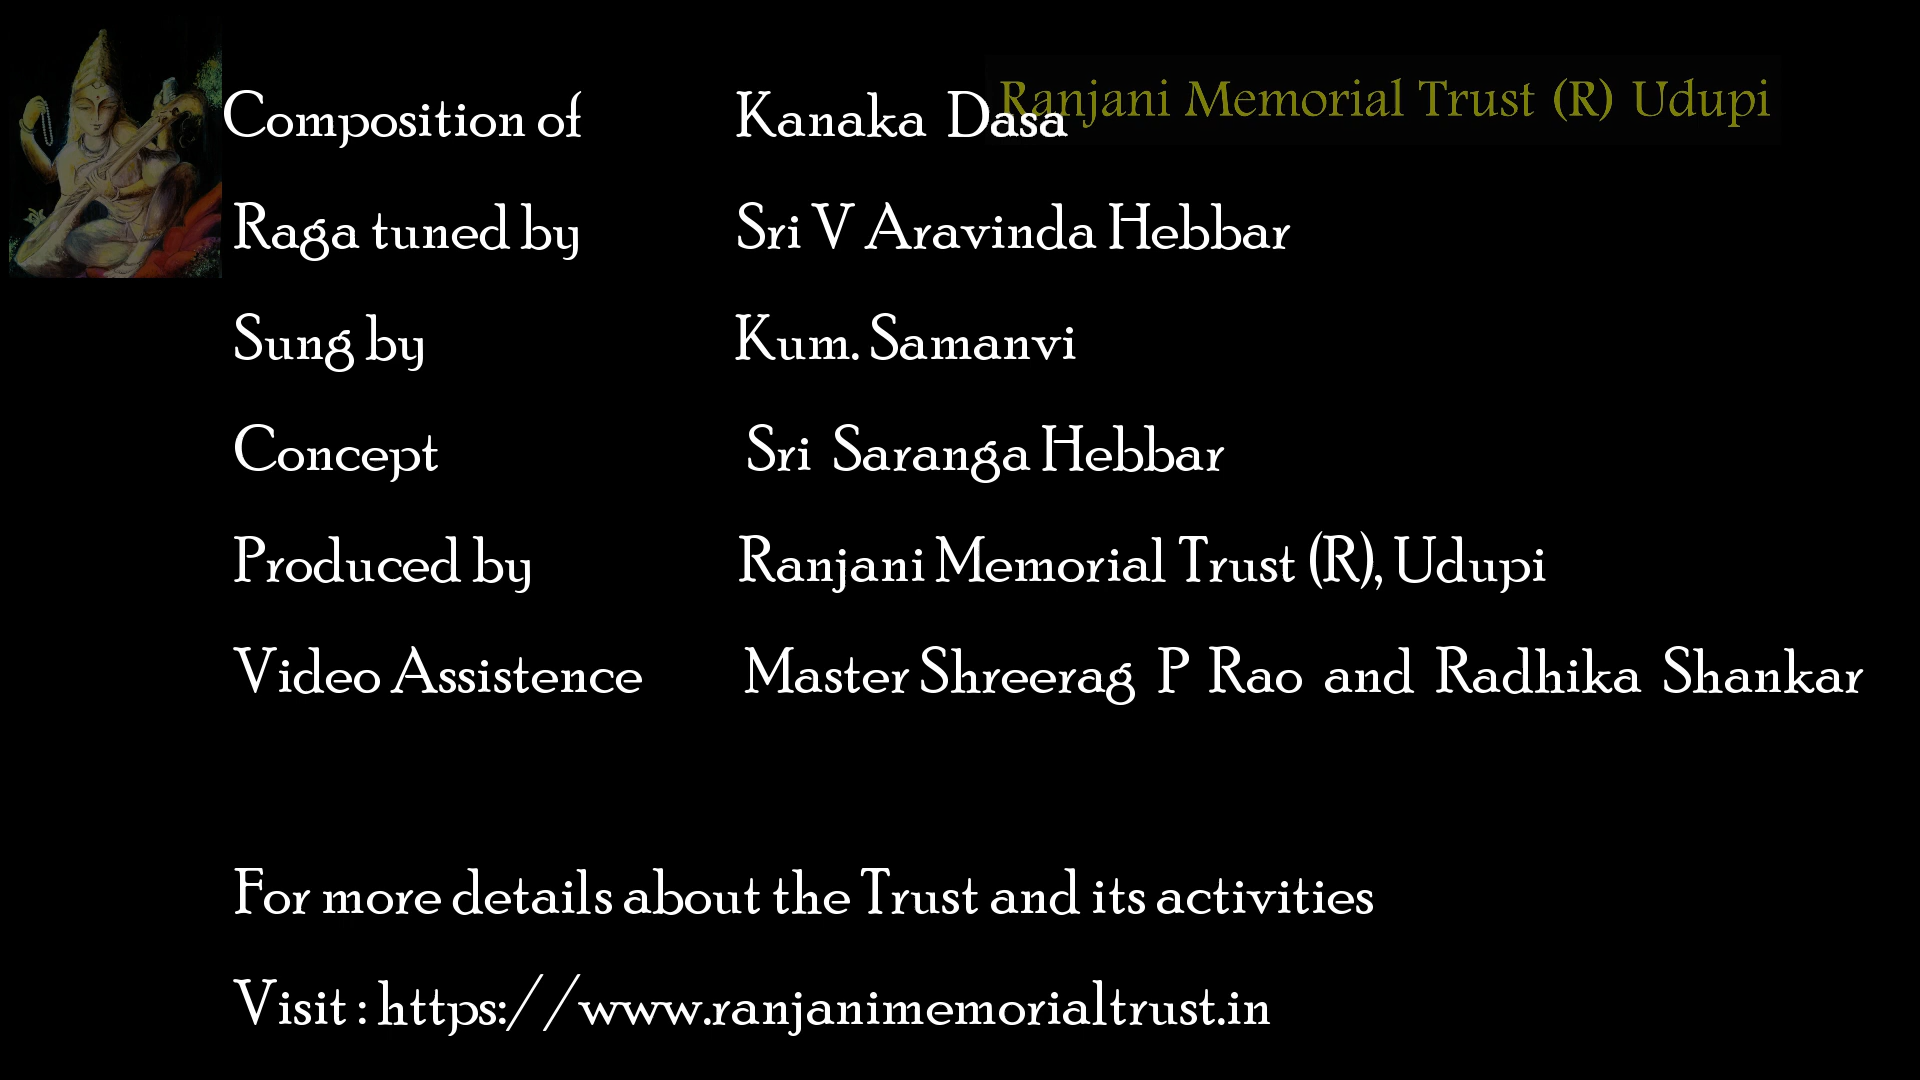 Ranjani Memorial Trust (R) Udupi
Composition of Kanaka Dasa
Raga tuned by Sri V Aravinda Hebbar
Sung by Kum. Samanvi
Concept Sri Saranga Hebbar
Produced by Ranjani Memorial Trust (R), Udupi
Video Assistence Master Shreerag P Rao and Radhika Shankar
For more details about the Trust and its activities
Visit : https://www.ranjanimemorialtrust.in